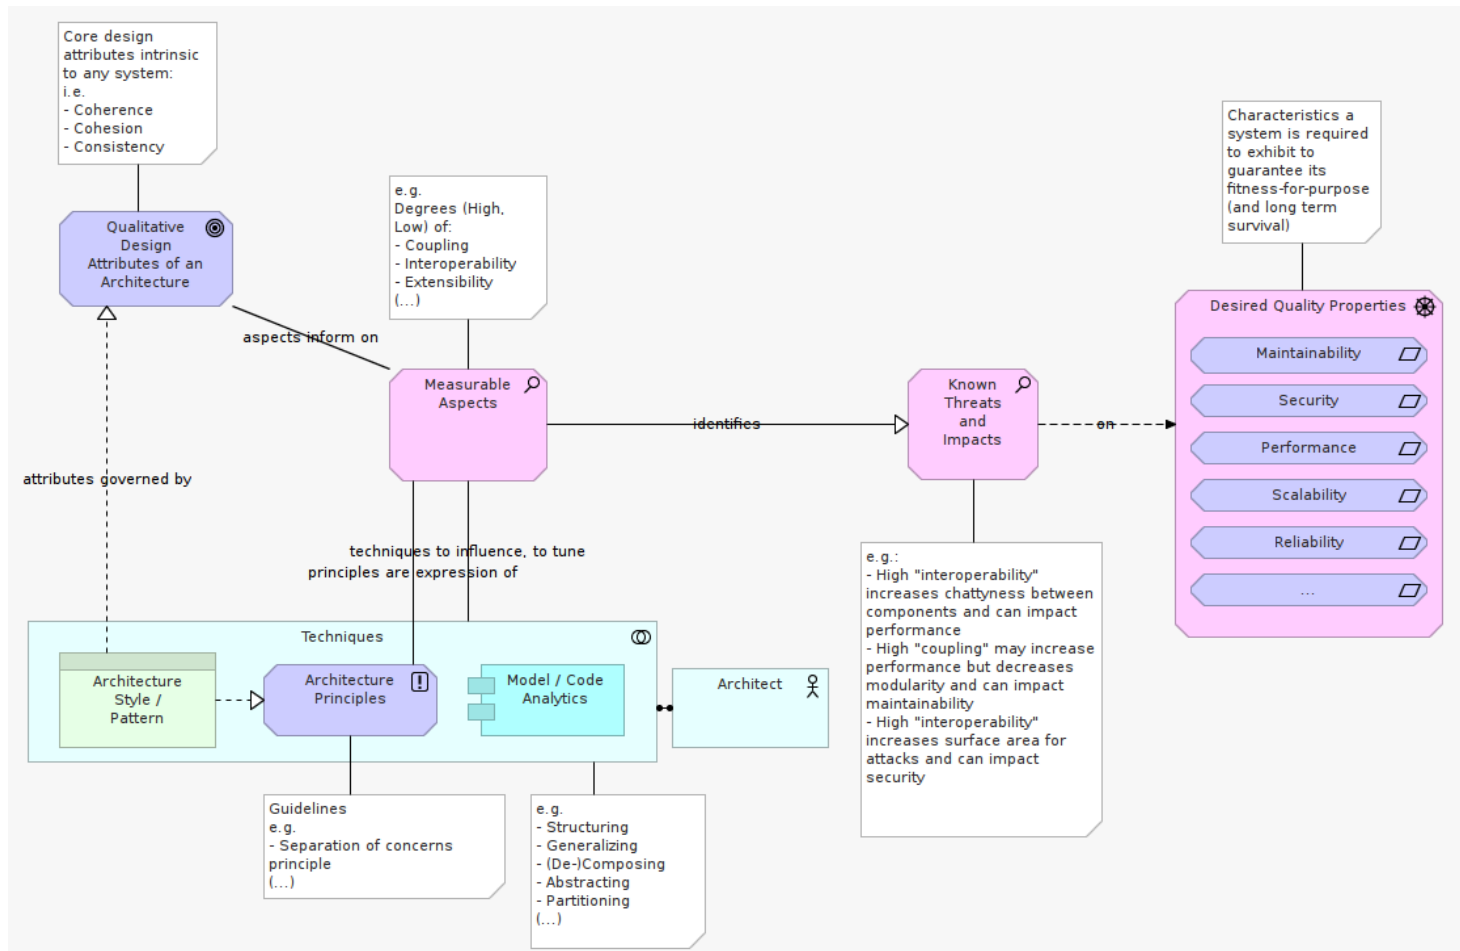 Core design
attributes intrinsic
to any system:
i.e.
- Coherence
- Cohesion
- Consistency
Qualitative
Design
Attributes of an
Architecture
e.g.
Degrees (High,
Low) of:
- Coupling
- Interoperability
- Extensibility
(...)
Characteristics a
system is required
to exhibit to
guarantee its
fitness-for-purpose
(and long term
survival)
aspects inform on
Measurable
Aspects
identifies
Known
Threats
and
Impacts
on
Desired Quality Properties
Maintainability
Security
Performance
Scalability
Reliability
...
attributes governed by
techniques to influence, to tune
principles are expression of
e.g.:
- High "interoperability"
increases chattyness between
components and can impact
performance
- High "coupling" may increase
performance but decreases
modularity and can impact
maintainability
- High "interoperability"
increases surface area for
attacks and can impact
security
Techniques
Architecture
Style /
Pattern
Architecture
Principles
Model / Code
Analytics
Architect
Guidelines
e.g.
- Separation of concerns
principle
(...)
e.g.
- Structuring
- Generalizing
- (De-)Composing
- Abstracting
- Partitioning
(...)